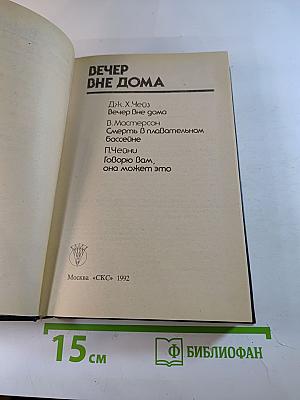 ВЕЧЕР
ВНЕ ДОМА
Дж. Х. Чейз
Вечер вне дома
В. Мастерсон
Смерть в плавательном
бассейне
П. Чейни
Говорю вам,
она может это
Москва «СКС» 1992
15 см
Ф БИБЛИОФАН